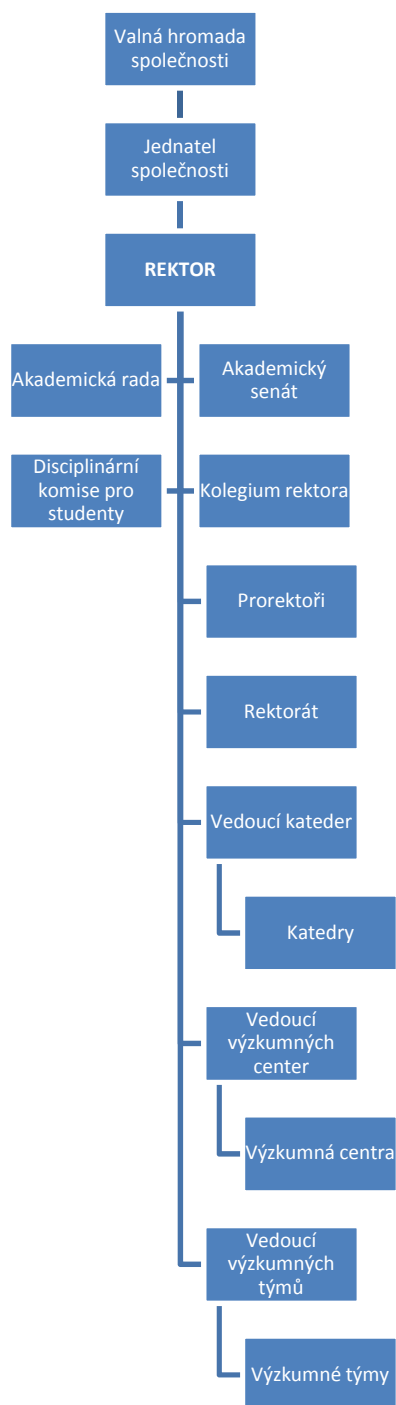 Valná hromada
společnosti
Jednatel
společnosti
REKTOR
Akademická rada
Akademický
senát
Disciplinární
komise pro
studenty
Kolegium rektora
Prorektoři
Rektorát
Vedoucí kateder
Katedry
Vedoucí
výzkumných
center
Výzkumná centra
Vedoucí
výzkumných
týmů
Výzkumné týmy